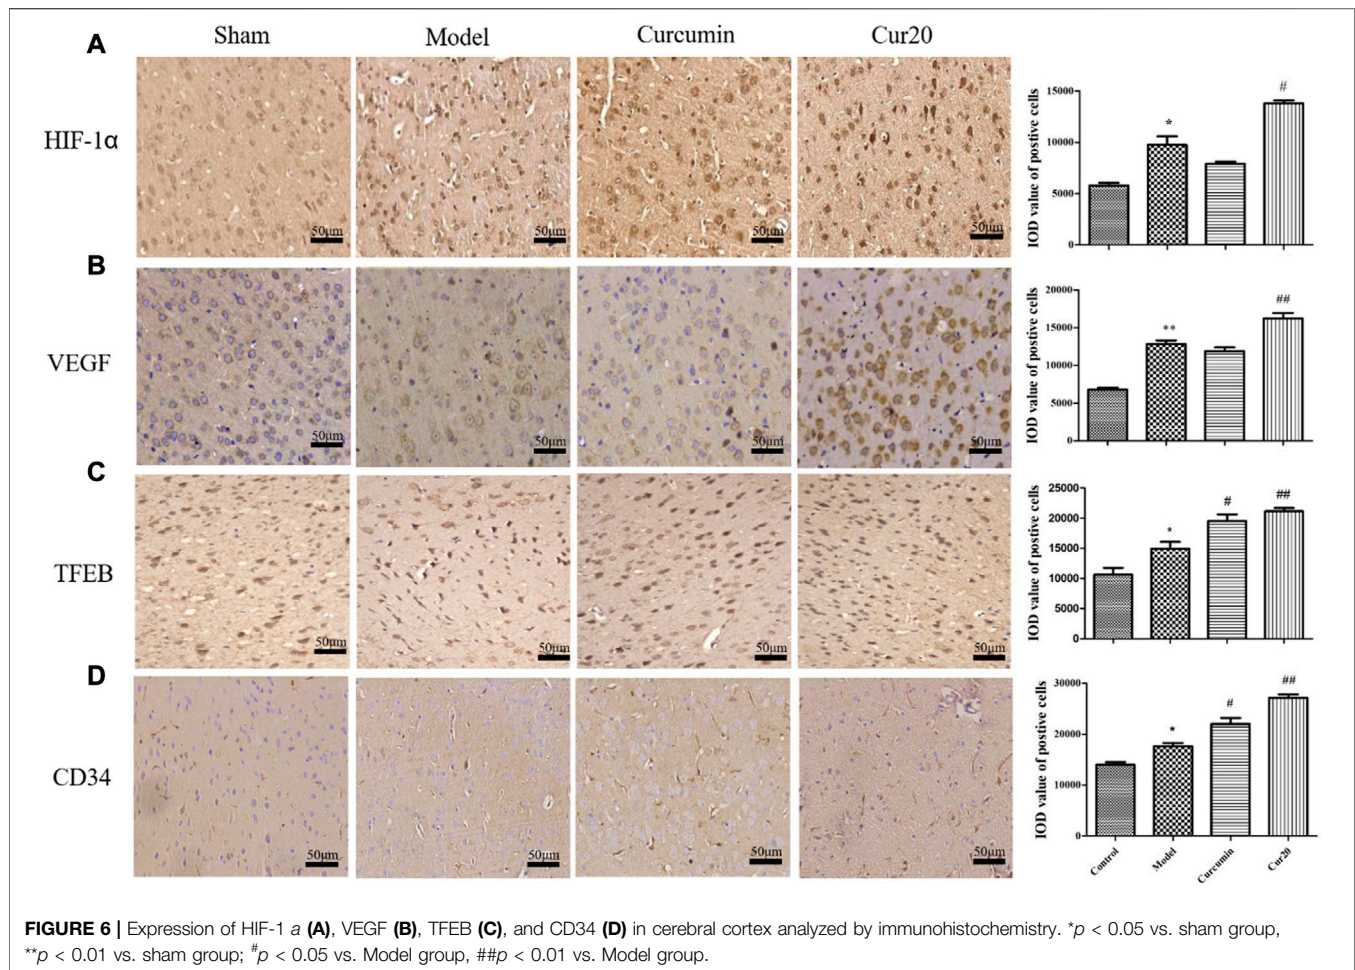 Sham Model Curcumin Cur20
A
HIF-1α
50μm 50μm 50μm 50μm
IOD value of postive cells
15000
10000
5000
0
* #
B
VEGF
50μm 50μm 50μm 50μm
IOD value of postive cells
20000
15000
10000
5000
0
** ##
C
TFEB
50μm 50μm 50μm 50μm
IOD value of postive cells
25000
20000
15000
10000
5000
0
* # ##
D
CD34
50μm 50μm 50μm 50μm
IOD value of postive cells
30000
20000
10000
0
* # ##
Control Model Curcumin Cur20
FIGURE 6 | Expression of HIF-1 a (A), VEGF (B), TFEB (C), and CD34 (D) in cerebral cortex analyzed by immunohistochemistry. *p < 0.05 vs. sham group,
**p < 0.01 vs. sham group; #p < 0.05 vs. Model group, ##p < 0.01 vs. Model group.